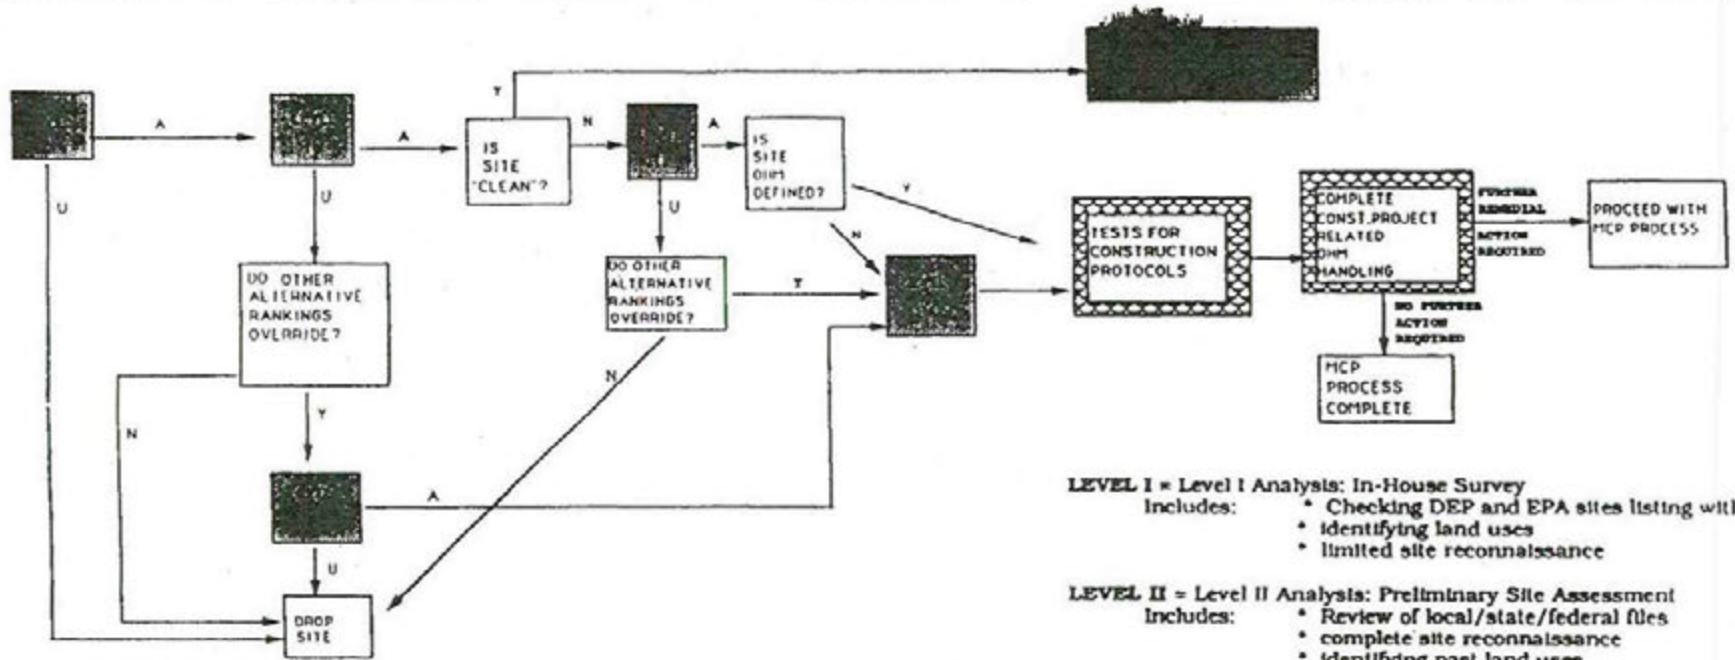 A
A
Y
N
A
U
U
U
IS
SITE
"CLEAN"?
IS
SITE
OHM
DEFINED?
Y
N
DO OTHER
ALTERNATIVE
RANKINGS
OVERRIDE?
DO OTHER
ALTERNATIVE
RANKINGS
OVERRIDE?
Y
N
N
Y
A
U
DROP
SITE
TESTS FOR
CONSTRUCTION
PROTOCOLS
COMPLETE
CONST.PROJECT
RELATED
OHM
HANDLING
FURTHER
REMEDIAL
ACTION
REQUIRED
PROCEED WITH
MCP PROCESS
NO FURTHER
ACTION
REQUIRED
MCP
PROCESS
COMPLETE
LEVEL I = Level I Analysis: In-House Survey
Includes: * Checking DEP and EPA sites listing
* identifying land uses
* limited site reconnaissance
LEVEL II = Level II Analysis: Preliminary Site Assessment
Includes: * Review of local/state/federal files
* complete site reconnaissance
* identifying past land uses